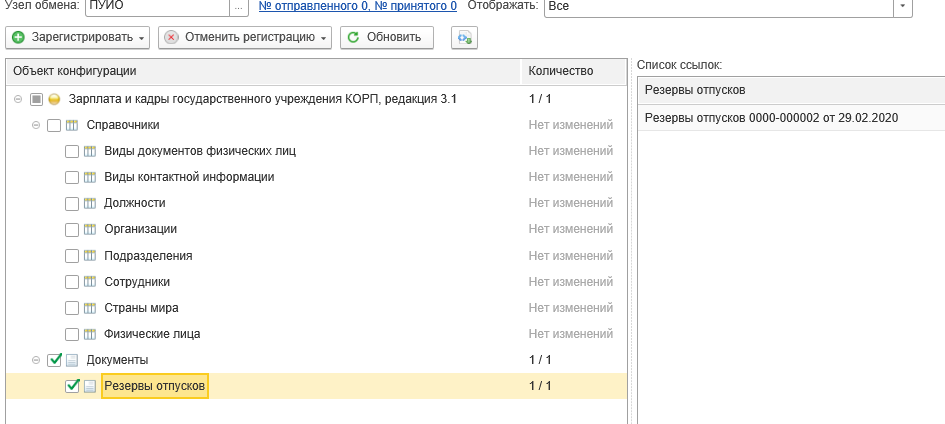 Узел обмена: ПУИО ... № отправленного 0, № принятого 0 Отображать: Все
Зарегистрировать Отменить регистрацию Обновить
Объект конфигурации Количество
Зарплата и кадры государственного учреждения КОРП, редакция 3.1 1 / 1
Справочники Нет изменений
Виды документов физических лиц Нет изменений
Виды контактной информации Нет изменений
Должности Нет изменений
Организации Нет изменений
Подразделения Нет изменений
Сотрудники Нет изменений
Страны мира Нет изменений
Физические лица Нет изменений
Документы 1 / 1
Резервы отпусков 1 / 1
Список ссылок:
Резервы отпусков
Резервы отпусков 0000-000002 от 29.02.2020